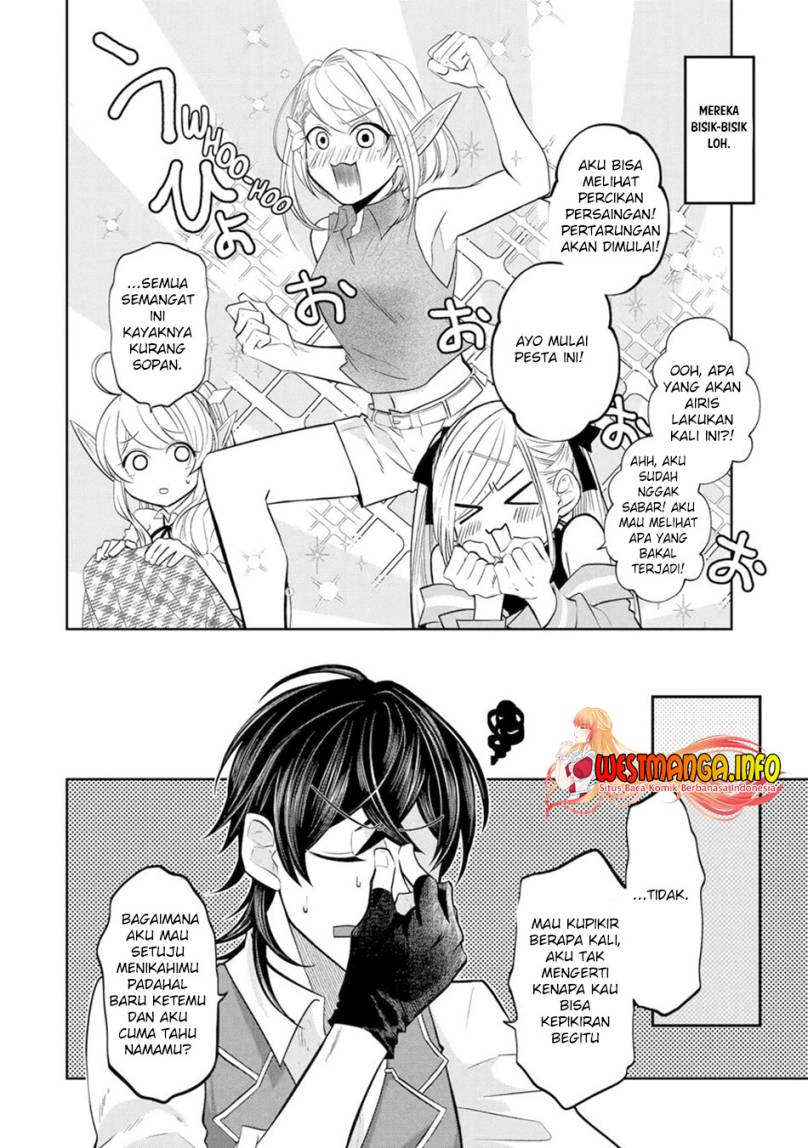 MEREKA
BISIK-BISIK
LOH.
AKU BISA
MELIHAT
PERCIKAN
PERSAINGAN!
PERTARUNGAN
AKAN DIMULAI!
AYO MULAI
PESTA INI!
うひょ
おおおお
WHOO-HOO
OOH, APA
YANG AKAN
AIRIS
LAKUKAN
KALI INI?!
AHH, AKU
SUDAH
NGGAK
SABAR! AKU
MAU MELIHAT
APA YANG
BAKAL
TERJADI!
...SEMUA
SEMANGAT
INI
KAYAKNYA
KURANG
SOPAN.
WESTMANGA.INFO
Situs Baca Komik Berbahasa Indonesia
...TIDAK.
MAU KUPIKIR
BERAPA KALI,
AKU TAK
MENGERTI
KENAPA KAU
BISA
KEPIKIRAN
BEGITU
BAGAIMANA
AKU MAU
SETUJU
MENIKAHIMU
PADAHAL
BARU KETEMU
DAN AKU
CUMA TAHU
NAMAMU?